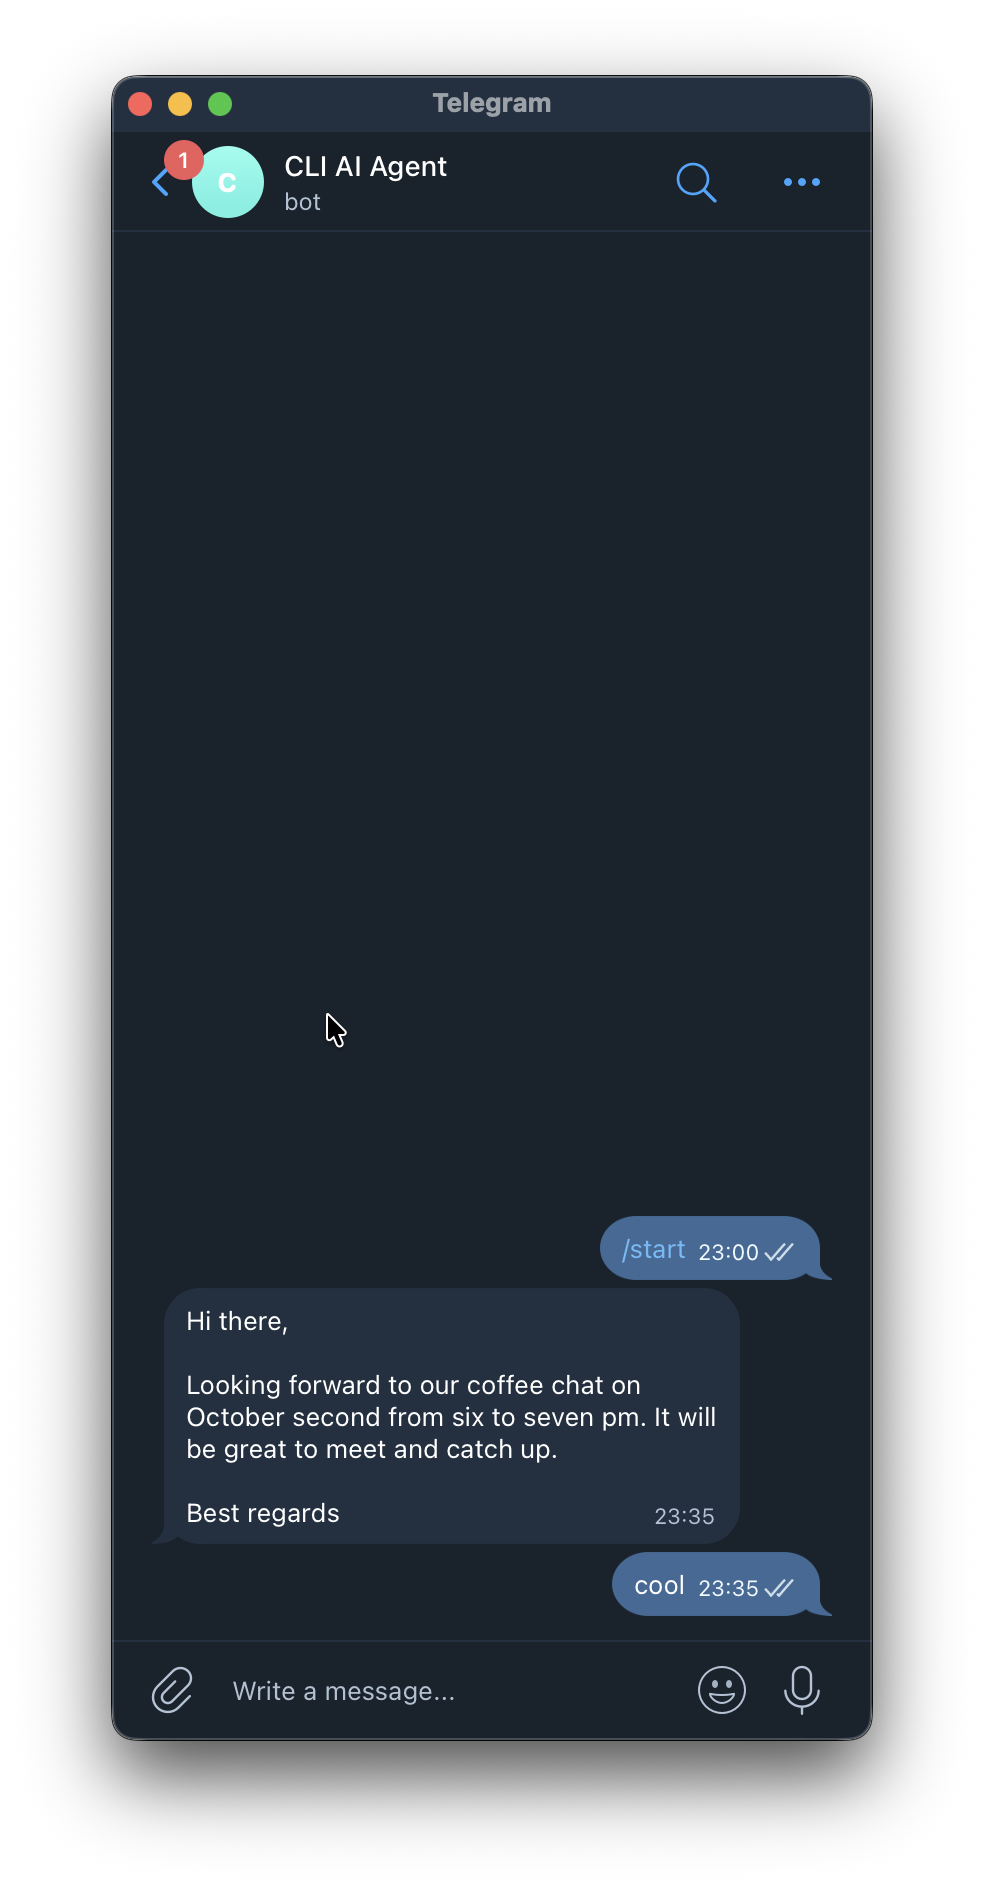 Telegram
1
C
CLI AI Agent
bot
/start 23:00
Hi there,
Looking forward to our coffee chat on
October second from six to seven pm. It will
be great to meet and catch up.
Best regards 23:35
cool 23:35
Write a message...